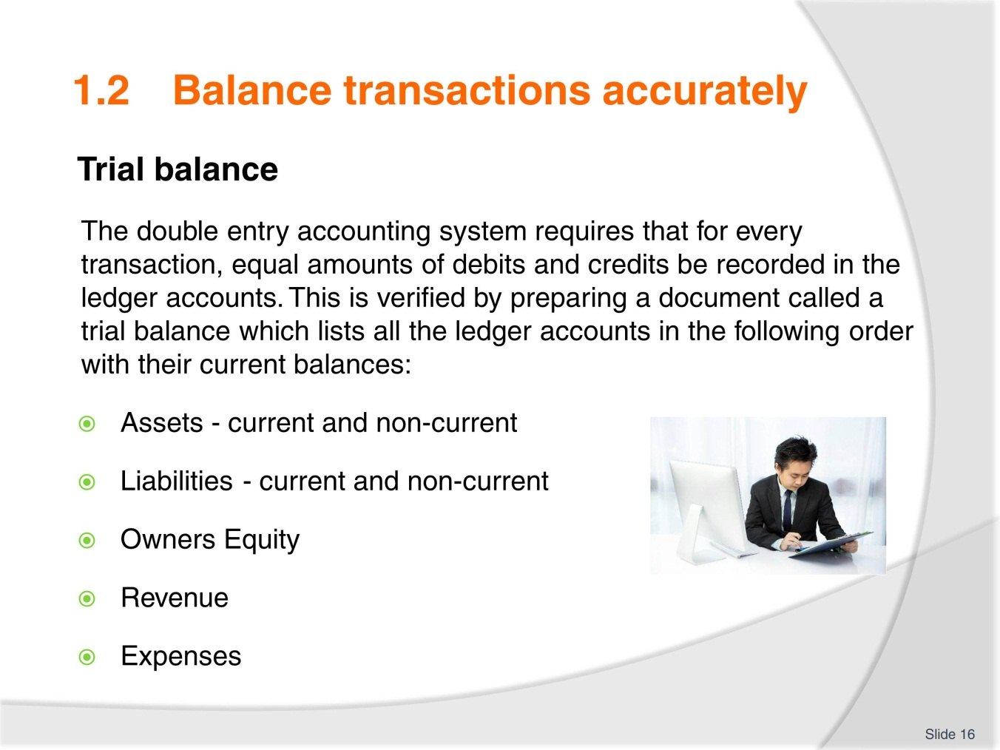 1.2 Balance transactions accurately
Trial balance
The double entry accounting system requires that for every
transaction, equal amounts of debits and credits be recorded in the
ledger accounts. This is verified by preparing a document called a
trial balance which lists all the ledger accounts in the following order
with their current balances:
Assets - current and non-current
Liabilities - current and non-current
Owners Equity
Revenue
Expenses
Slide 16